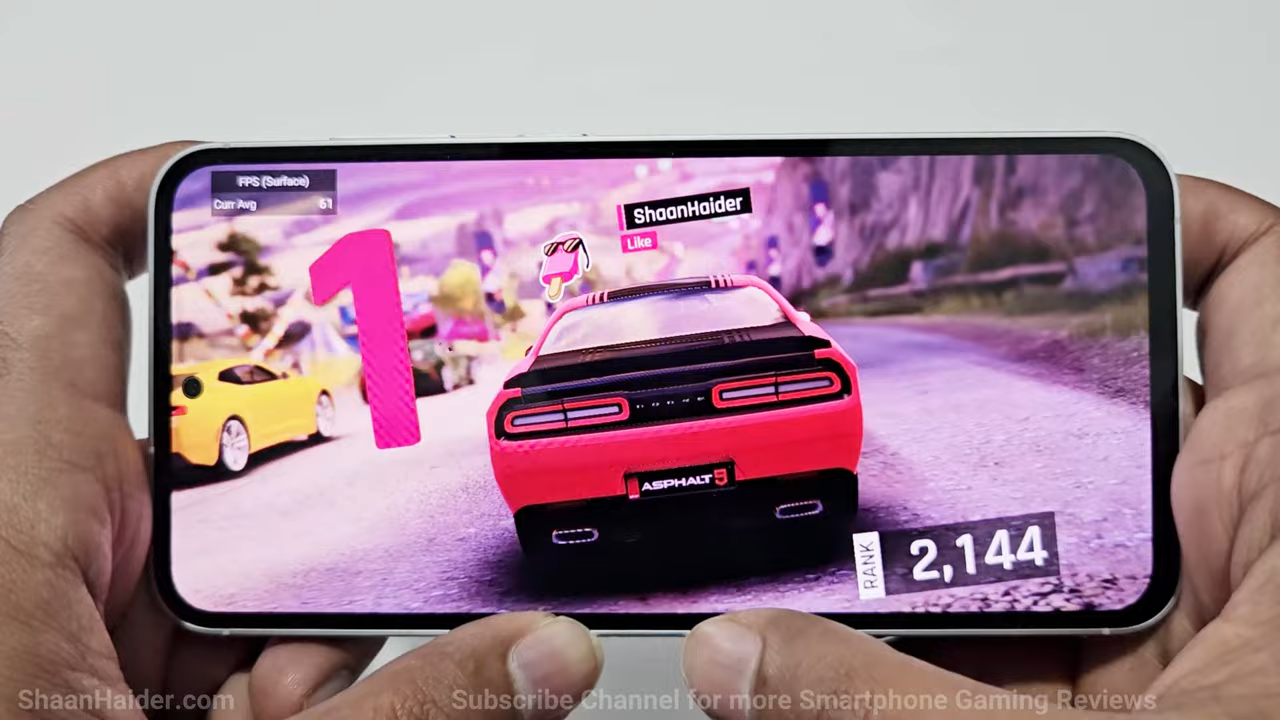 FPS (Surface)
Curr Avg 61
1
ShaanHaider
Like
DODGE
ASPHALT 9
RANK 2,144
ShaanHaider.com
Subscribe Channel for more Smartphone Gaming Reviews